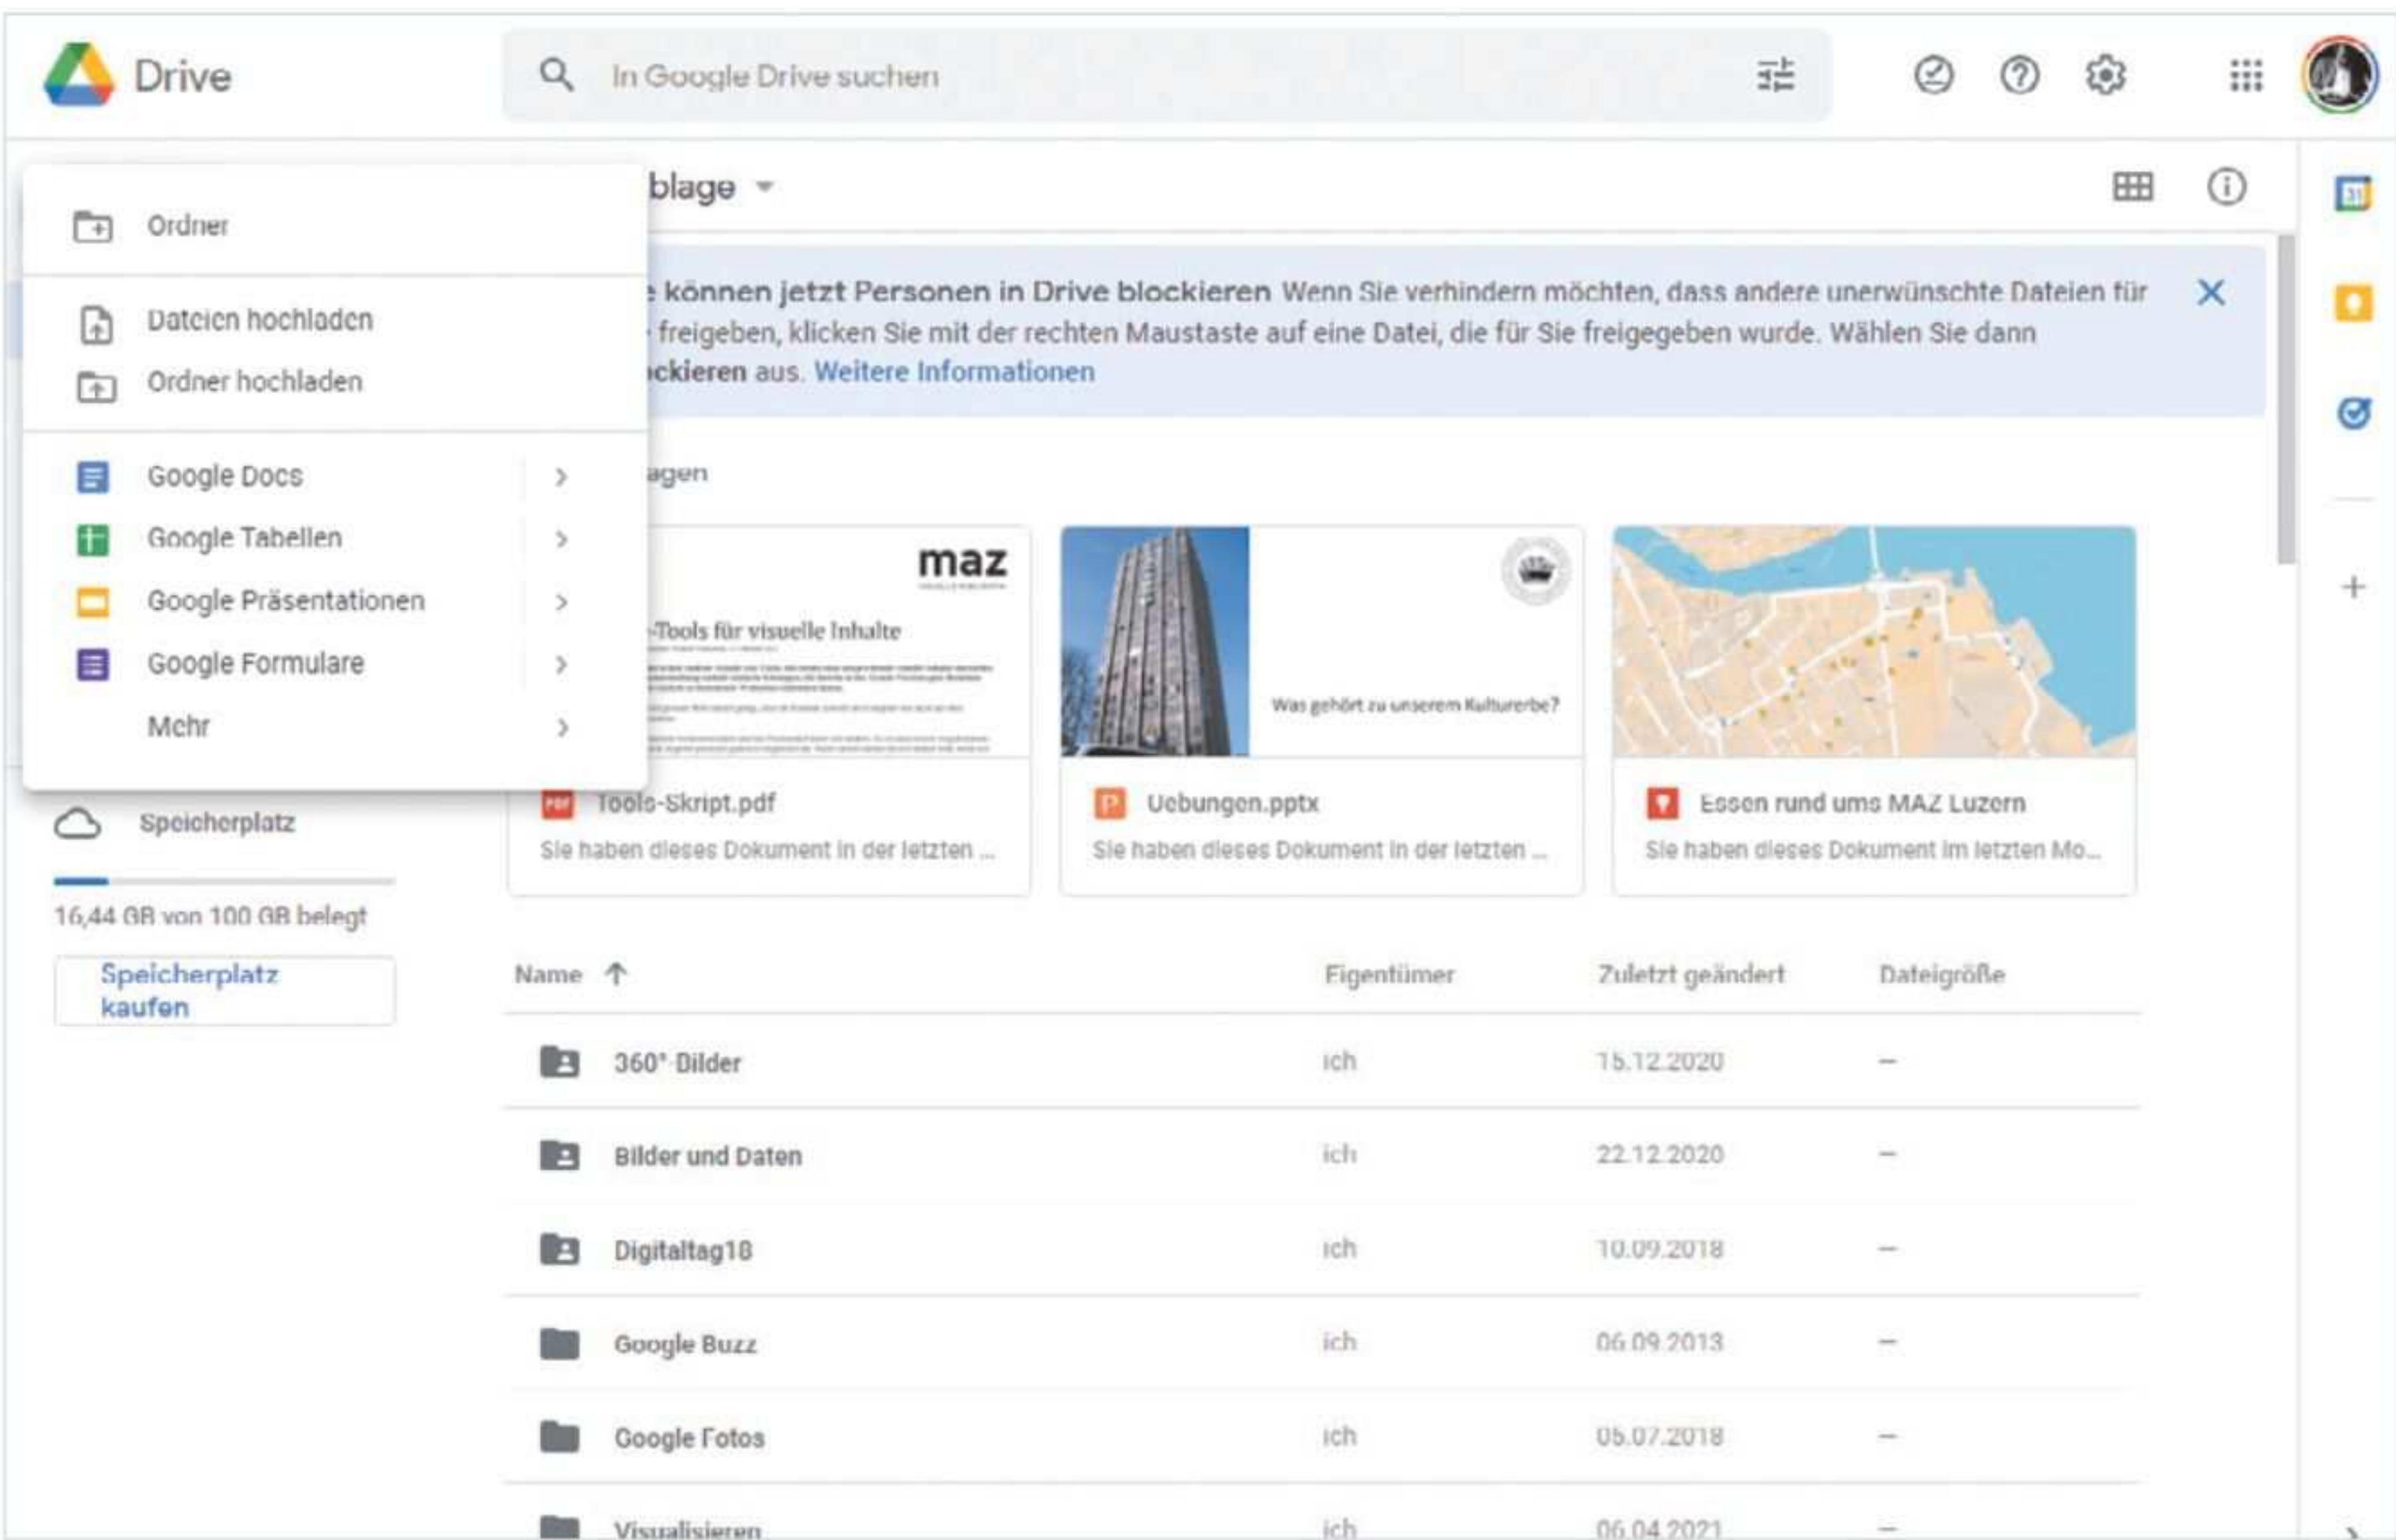 Drive
In Google Drive suchen
blage
Ordner
Dateien hochladen
Ordner hochladen
Google Docs
Google Tabellen
Google Präsentationen
Google Formulare
Mehr
können jetzt Personen in Drive blockieren Wenn Sie verhindern möchten, dass andere unerwünschte Dateien für
freigeben, klicken Sie mit der rechten Maustaste auf eine Datei, die für Sie freigegeben wurde. Wählen Sie dann
ckieren aus. Weitere Informationen
agen
31
maz
-Tools für visuelle Inhalte
Was gehört zu unserem Kulturerbe?
PDF Tools-Skript.pdf
Sie haben dieses Dokument in der letzten ...
P Uebungen.pptx
Sie haben dieses Dokument in der letzten ...
Essen rund ums MAZ Luzern
Sie haben dieses Dokument im letzten Mo...
Speicherplatz
16,44 GB von 100 GB belegt
Speicherplatz
kaufen
Name Eigentümer Zuletzt geändert Dateigröße
360°-Bilder ich 15.12.2020 –
Bilder und Daten ich 22.12.2020 –
Digitaltag18 ich 10.09.2018 –
Google Buzz ich 06.09.2013 –
Google Fotos ich 05.07.2018 –
Visualisieren ich 06.04.2021 –